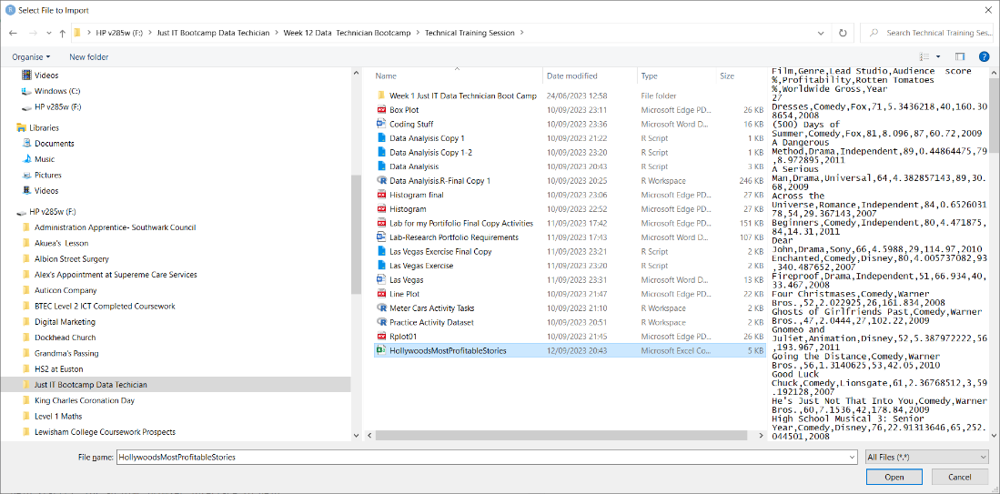 Select File to Import
HP v285w (F:) > Just IT Bootcamp Data Techician > Week 12 Data Technician Bootcamp > Technical Training Session >
Search Technical Training Ses...
Organise
New folder
Videos
Windows (C:)
HP v285w (F:)
Libraries
Documents
Music
Pictures
Videos
HP v285w (F:)
Administration Apprentice- Southwark Council
Akuea's Lesson
Albion Street Surgery
Alex's Appointment at Supereme Care Services
Auticon Company
BTEC Level 2 ICT Completed Coursework
Digital Marketing
Dockhead Church
Grandma's Passing
HS2 at Euston
Just IT Bootcamp Data Techician
King Charles Coronation Day
Level 1 Maths
Lewisham College Coursework Prospects
Name Date modified Type Size
Week 1 Just IT Data Technician Boot Camp 24/06/2023 12:58 File folder
Box Plot 10/09/2023 23:11 Microsoft Edge PD... 26 KB
Coding Stuff 10/09/2023 23:36 Microsoft Word D... 16 KB
Data Analyisis Copy 1 10/09/2023 21:22 R Script 1 KB
Data Analyisis Copy 1-2 10/09/2023 23:20 R Script 1 KB
Data Analyisis 10/09/2023 20:43 R Script 3 KB
Data Analyisis.R-Final Copy 1 10/09/2023 20:25 R Workspace 246 KB
Histogram final 10/09/2023 23:06 Microsoft Edge PD... 27 KB
Histogram 10/09/2023 22:52 Microsoft Edge PD... 27 KB
Lab for my Portifolio Final Copy Activities 11/09/2023 17:42 Microsoft Edge PD... 151 KB
Lab-Research Portfolio Requirements 11/09/2023 17:43 Microsoft Word D... 107 KB
Las Vegas Exercise Final Copy 11/09/2023 23:21 R Script 2 KB
Las Vegas Exercise 11/09/2023 23:20 R Script 2 KB
Las Vegas 11/09/2023 23:31 Microsoft Word D... 13 KB
Line Plot 10/09/2023 21:47 Microsoft Edge PD... 22 KB
Meter Cars Activity Tasks 10/09/2023 21:10 R Workspace 2 KB
Practice Activity Dataset 10/09/2023 20:51 R Workspace 2 KB
Rplot01 10/09/2023 21:45 Microsoft Edge PD... 26 KB
HollywoodsMostProfitableStories 12/09/2023 20:43 Microsoft Excel Co... 5 KB
Film,Genre,Lead Studio,Audience score
%,Profitability,Rotten Tomatoes
%,Worldwide Gross,Year
27
Dresses,Comedy,Fox,71,5.3436218,40,160.30
8654,2008
(500) Days of
Summer,Comedy,Fox,81,8.096,87,60.72,2009
A Dangerous
Method,Drama,Independent,89,0.44864475,79
,8.972895,2011
A Serious
Man,Drama,Universal,64,4.382857143,89,30.
68,2009
Across the
Universe,Romance,Independent,84,0.6526031
78,54,29.367143,2007
Beginners,Comedy,Independent,80,4.471875,
84,14.31,2011
Dear
John,Drama,Sony,66,4.5988,29,114.97,2010
Enchanted,Comedy,Disney,80,4.005737082,93
,340.487652,2007
Fireproof,Drama,Independent,51,66.934,40,
33.467,2008
Four Christmases,Comedy,Warner
Bros.,52,2.022925,26,161.834,2008
Ghosts of Girlfriends Past,Comedy,Warner
Bros.,47,2.0444,27,102.22,2009
Gnomeo and
Juliet,Animation,Disney,52,5.387972222,56
,193.967,2011
Going the Distance,Comedy,Warner
Bros.,56,1.3140625,53,42.05,2010
Good Luck
Chuck,Comedy,Lionsgate,61,2.36768512,3,59
.192128,2007
He's Just Not That Into You,Comedy,Warner
Bros.,60,7.1536,42,178.84,2009
High School Musical 3: Senior
Year,Comedy,Disney,76,22.91313646,65,252.
044501,2008
File name: HollywoodsMostProfitableStories
All Files (*.*)
Open
Cancel